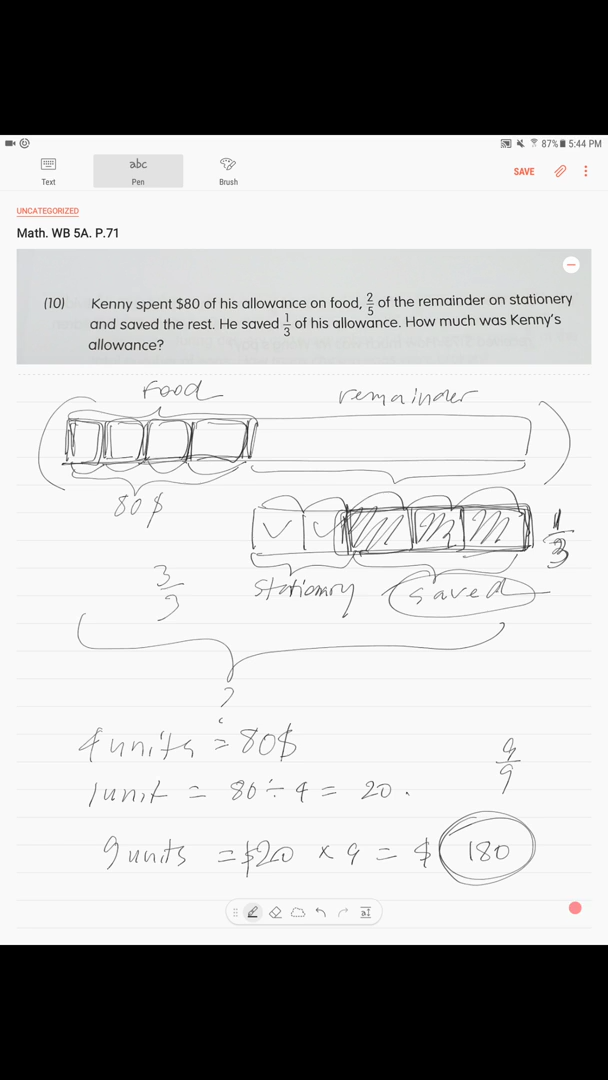 87% 5:44 PM
Text
abc
Pen
Brush
SAVE
UNCATEGORIZED
Math. WB 5A. P.71
(10) Kenny spent $80 of his allowance on food, 2/5 of the remainder on stationery
and saved the rest. He saved 1/3 of his allowance. How much was Kenny's
allowance?
Food remainder
80$
1/3
3/3 stationry saved
?
4 units = 80$
9/9
1 unit = 80 ÷ 4 = 20.
9 units = $20 × 9 = $ 180